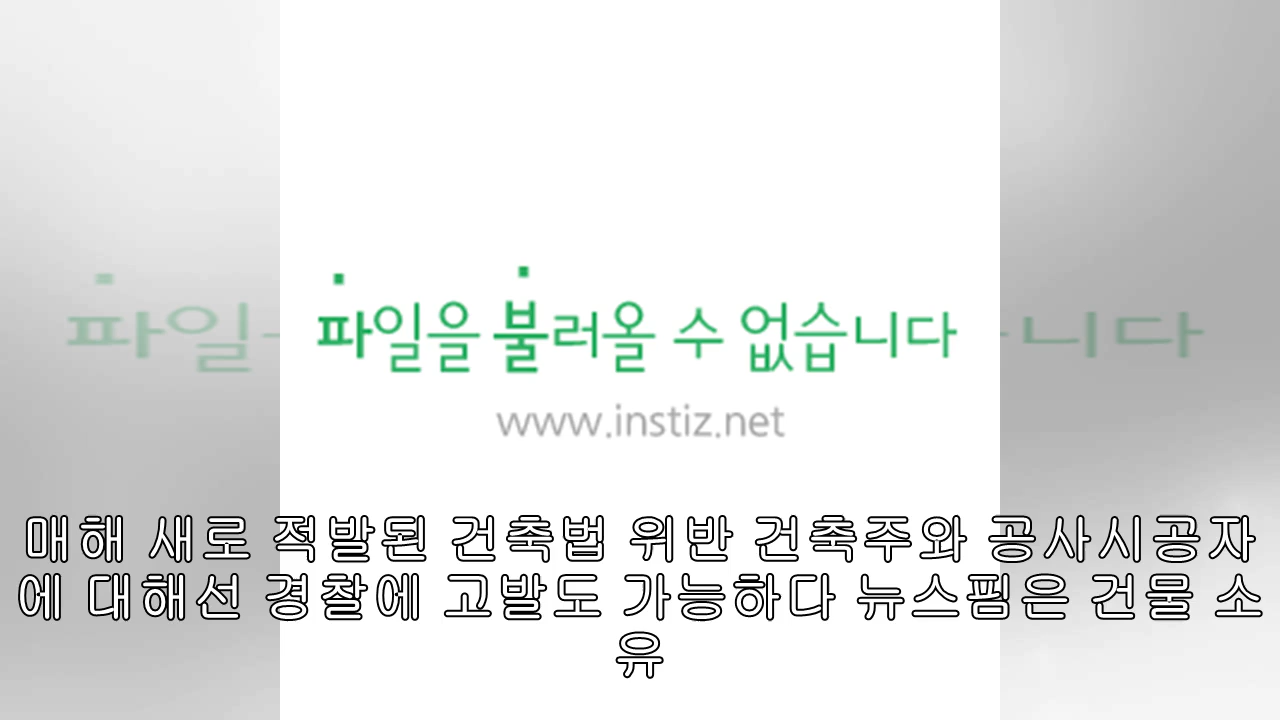 파일을 불러올 수 없습니다
www.instiz.net
매해 새로 적발된 건축법 위반 건축주와 공사시공자
에 대해선 경찰에 고발도 가능하다 뉴스핌은 건물 소
유